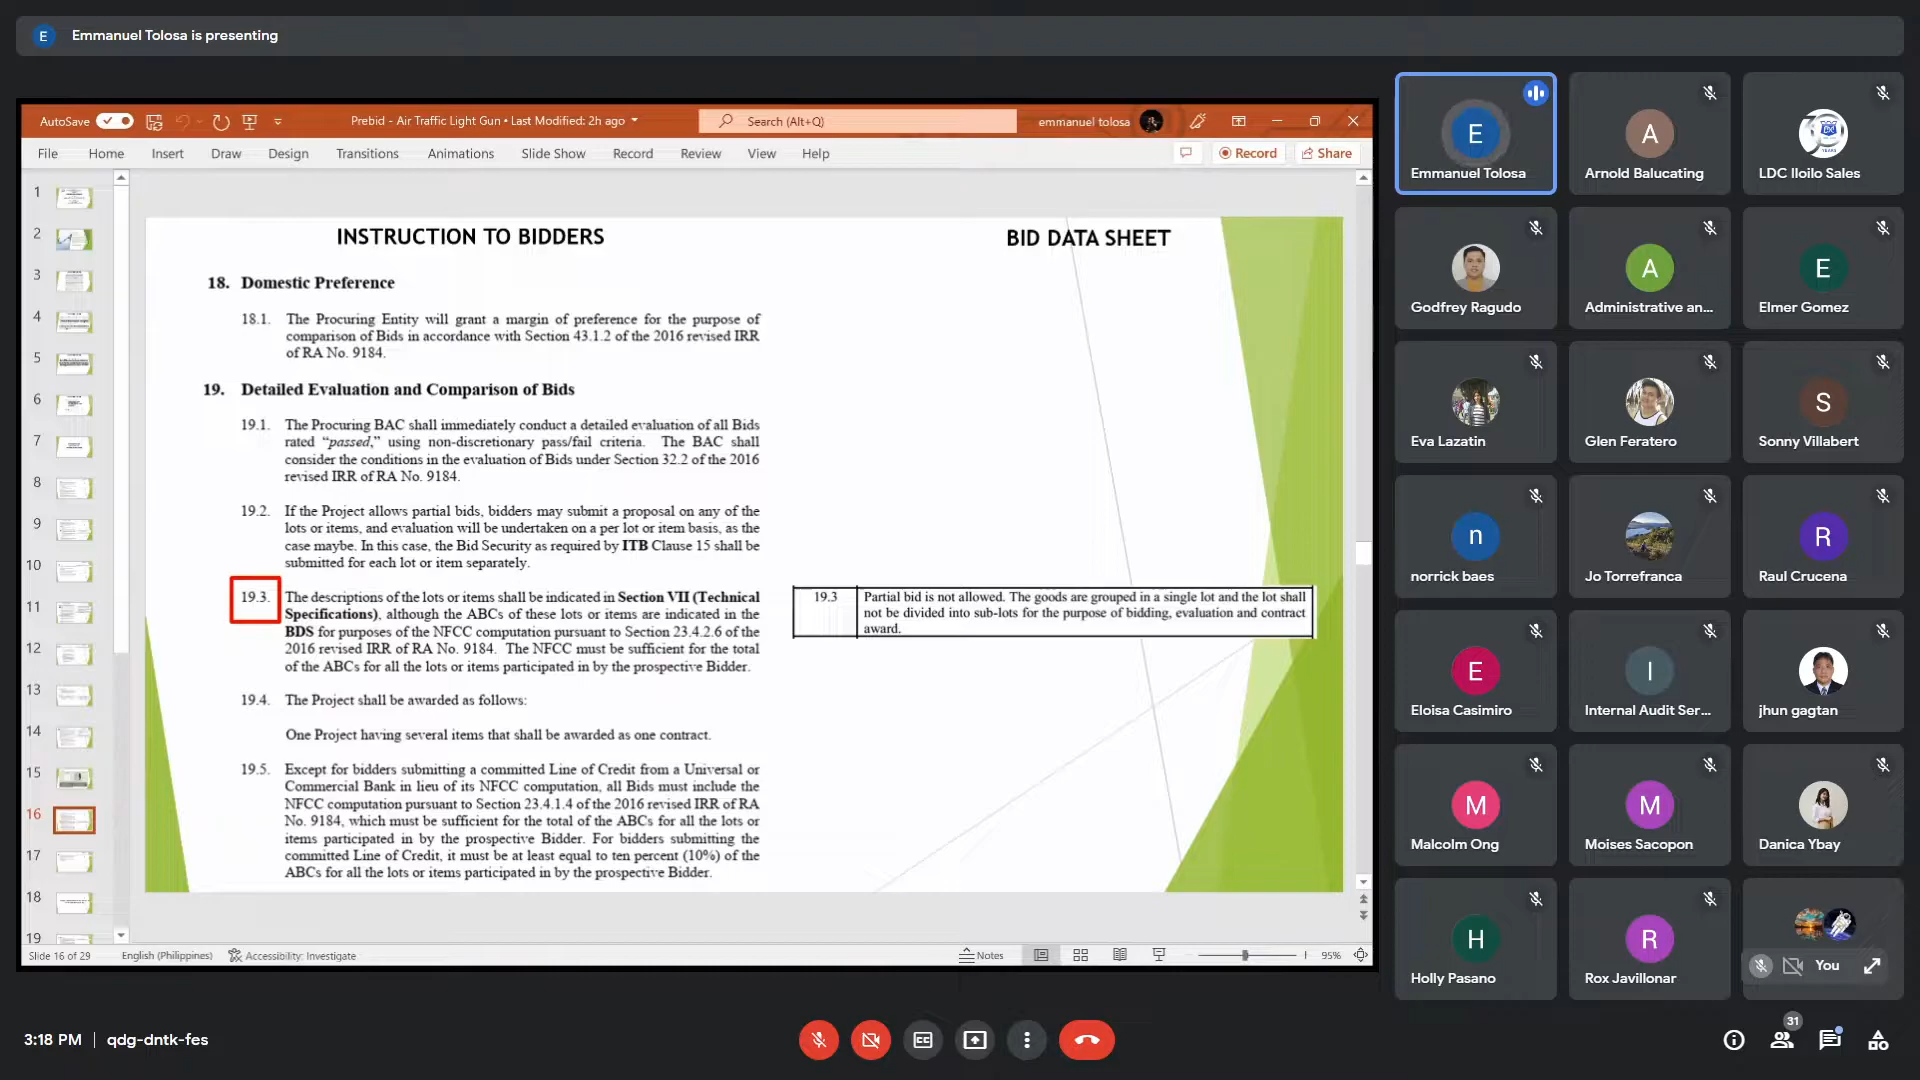 E Emmanuel Tolosa is presenting
AutoSave
Prebid - Air Traffic Light Gun • Last Modified: 2h ago
Search (Alt+Q)
emmanuel tolosa
File Home Insert Draw Design Transitions Animations Slide Show Record Review View Help
Record
Share
1
2
3
4
5
6
7
8
9
10
11
12
13
14
15
16
17
18
19
INSTRUCTION TO BIDDERS
18. Domestic Preference
18.1. The Procuring Entity will grant a margin of preference for the purpose of
comparison of Bids in accordance with Section 43.1.2 of the 2016 revised IRR
of RA No. 9184.
19. Detailed Evaluation and Comparison of Bids
19.1. The Procuring BAC shall immediately conduct a detailed evaluation of all Bids
rated “passed,” using non-discretionary pass/fail criteria. The BAC shall
consider the conditions in the evaluation of Bids under Section 32.2 of the 2016
revised IRR of RA No. 9184.
19.2. If the Project allows partial bids, bidders may submit a proposal on any of the
lots or items, and evaluation will be undertaken on a per lot or item basis, as the
case maybe. In this case, the Bid Security as required by ITB Clause 15 shall be
submitted for each lot or item separately.
19.3. The descriptions of the lots or items shall be indicated in Section VII (Technical
Specifications), although the ABCs of these lots or items are indicated in the
BDS for purposes of the NFCC computation pursuant to Section 23.4.2.6 of the
2016 revised IRR of RA No. 9184. The NFCC must be sufficient for the total
of the ABCs for all the lots or items participated in by the prospective Bidder.
19.4. The Project shall be awarded as follows:
One Project having several items that shall be awarded as one contract.
19.5. Except for bidders submitting a committed Line of Credit from a Universal or
Commercial Bank in lieu of its NFCC computation, all Bids must include the
NFCC computation pursuant to Section 23.4.1.4 of the 2016 revised IRR of RA
No. 9184, which must be sufficient for the total of the ABCs for all the lots or
items participated in by the prospective Bidder. For bidders submitting the
committed Line of Credit, it must be at least equal to ten percent (10%) of the
ABCs for all the lots or items participated in by the prospective Bidder.
BID DATA SHEET
19.3 Partial bid is not allowed. The goods are grouped in a single lot and the lot shall
not be divided into sub-lots for the purpose of bidding, evaluation and contract
award.
Slide 16 of 29 English (Philippines) Accessibility: Investigate
Notes
95%
E
Emmanuel Tolosa
A
Arnold Balucating
LDC Iloilo Sales
Godfrey Ragudo
A
Administrative an...
E
Elmer Gomez
Eva Lazatin
Glen Feratero
S
Sonny Villabert
n
norrick baes
Jo Torrefranca
R
Raul Crucena
E
Eloisa Casimiro
I
Internal Audit Ser...
jhun gagtan
M
Malcolm Ong
M
Moises Sacopon
Danica Ybay
H
Holly Pasano
R
Rox Javillonar
You
3:18 PM | qdg-dntk-fes
31